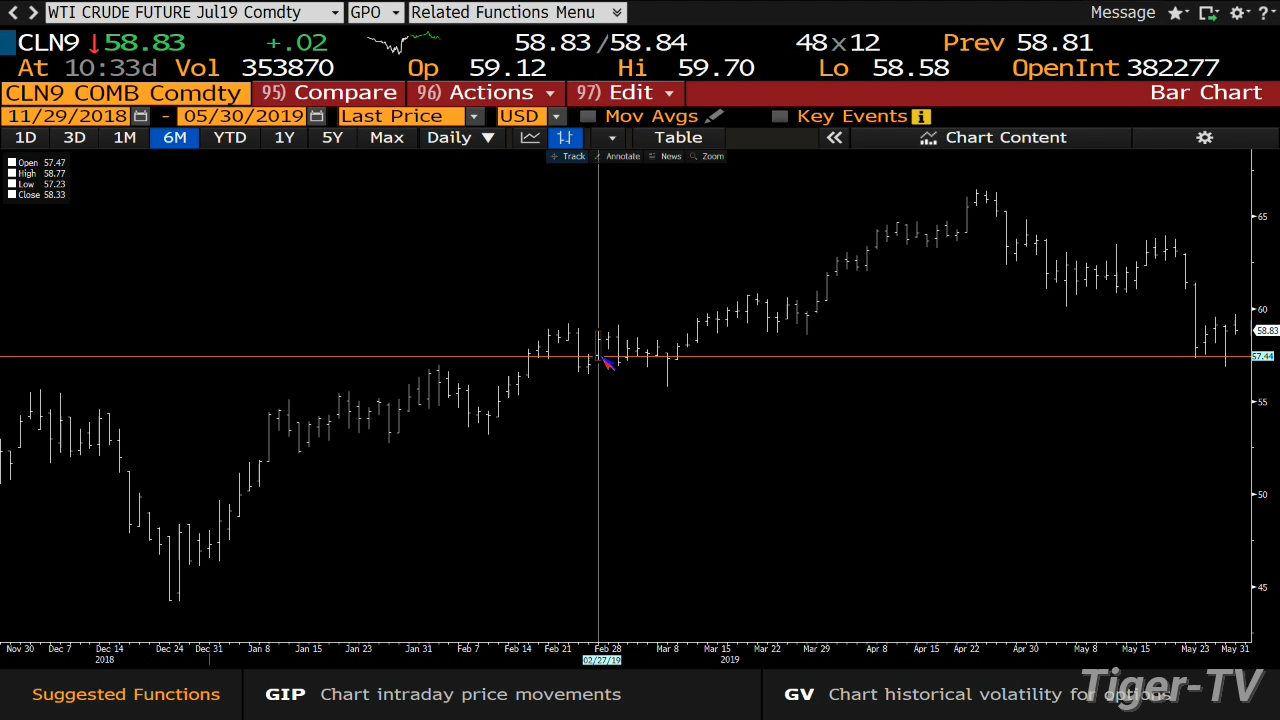 WTI CRUDE FUTURE Jul19 Comdty GPO Related Functions Menu Message ?
CLN9 58.83 +.02 58.83/58.84 48x12 Prev 58.81
At 10:33d Vol 353870 Op 59.12 Hi 59.70 Lo 58.58 OpenInt 382277
CLN9 COMB Comdty 95) Compare 96) Actions 97) Edit Bar Chart
11/29/2018 - 05/30/2019 Last Price USD Mov Avgs Key Events
1D 3D 1M 6M YTD 1Y 5Y Max Daily Table Chart Content
Track Annotate News Zoom
Open 57.47
High 58.77
Low 57.23
Close 58.33
65
60
58.83
57.44
55
50
45
Nov 30 Dec 7 Dec 14 Dec 24 Dec 31 Jan 8 Jan 15 Jan 23 Jan 31 Feb 7 Feb 14 Feb 21 Feb 28 Mar 8 Mar 15 Mar 22 Mar 29 Apr 8 Apr 15 Apr 22 Apr 30 May 8 May 15 May 23 May 31
2018 02/27/19 2019
Suggested Functions GIP Chart intraday price movements GV Chart historical volatility for options
Tiger-TV